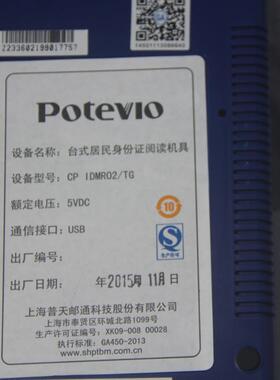 223360219901775?
14501113088640
Potevio
设备名称：台式居民身份证阅读机具
设备型号：CP IDMR02/TG
额定电压：5VDC
通信接口：USB
10
QS
出厂编号：
出厂日期： 年2015月 11月 日
上海普天邮通科技股份有限公司
上海市奉贤区环城北路1099号
生产许可证编号：XK09-008 00028
执行标准：GA450-2013
www.shptbm.com.cn